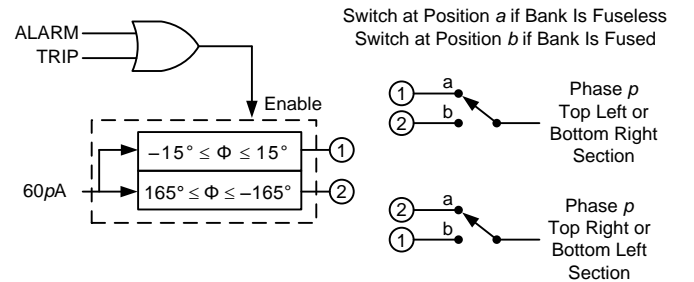 Switch at Position a if Bank Is Fuseless
Switch at Position b if Bank Is Fused
ALARM
TRIP
Enable
−15° ≤ Φ ≤ 15°
1
60pA
165° ≤ Φ ≤ −165°
2
1
a
2
b
Phase p
Top Left or
Bottom Right
Section
2
a
1
b
Phase p
Top Right or
Bottom Left
Section